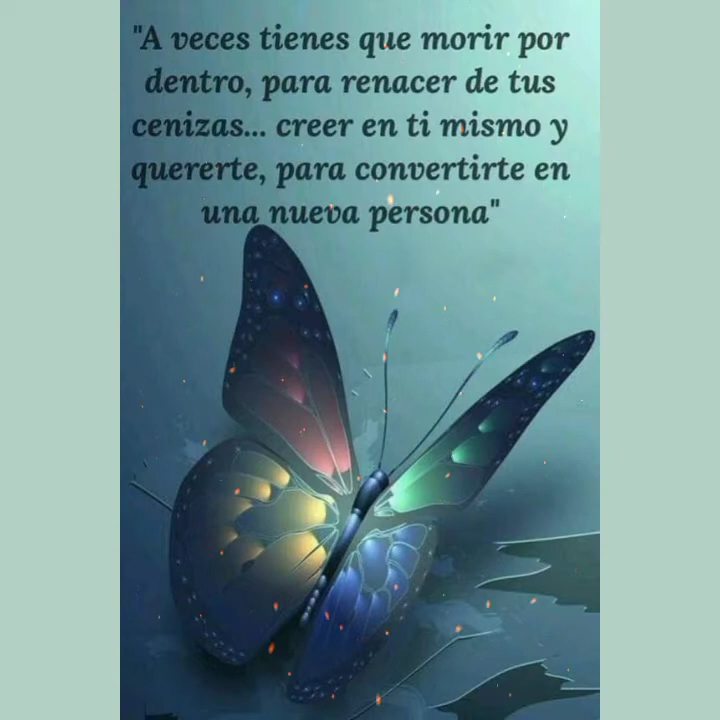 "A veces tienes que morir por
dentro, para renacer de tus
cenizas... creer en ti mismo y
quererte, para convertirte en
una nueva persona"